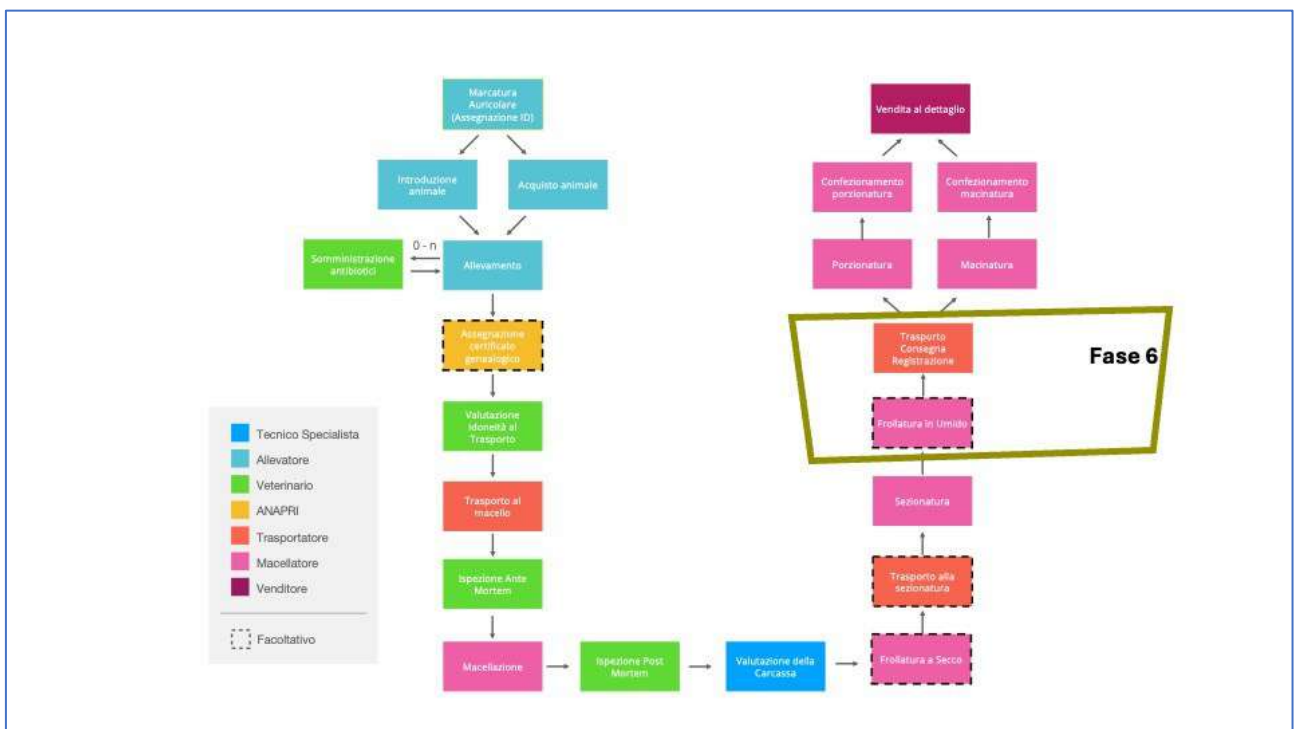 Marcatura
Auricolare
(Assegnazione ID)
Introduzione
animale
Acquisto animale
0 - n
Somministrazione
antibiotici
Allevamento
Assegnazione
certificato
genealogico
Valutazione
Idoneità al
Trasporto
Trasporto al
macello
Ispezione Ante
Mortem
Macellazione
Ispezione Post
Mortem
Valutazione della
Carcassa
Frollatura a Secco
Trasporto alla
sezionatura
Sezionatura
Frollatura in Umido
Trasporto
Consegna
Registrazione
Fase 6
Porzionatura
Macinatura
Confezionamento
porzionatura
Confezionamento
macinatura
Vendita al dettaglio
Tecnico Specialista
Allevatore
Veterinario
ANAPRI
Trasportatore
Macellatore
Venditore
Facoltativo